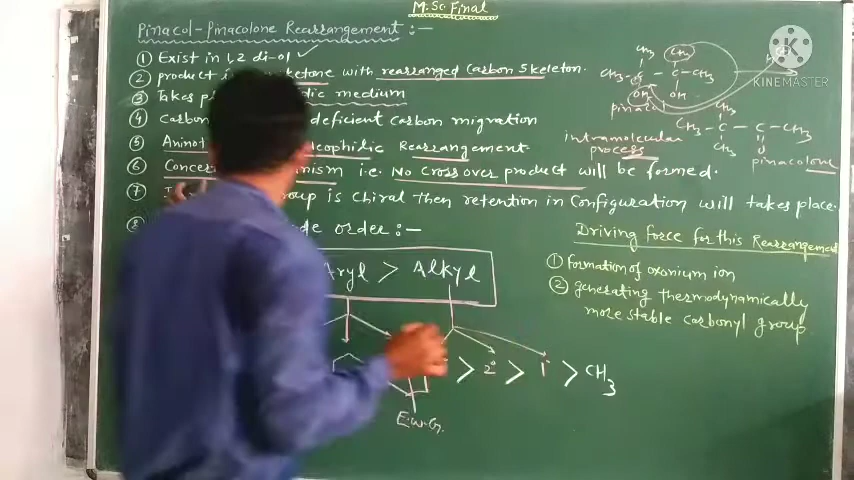 M.Sc Final
Pinacol-Pinacolone Rearrangement :-
① Exist in 1,2 di-ol ✓
② product i ketone with rearranged Carbon Skeleton.
③ Takes p dic medium
④ Carbo deficient Carbon migration
⑤ Aninot cleophilic Rearrangement.
⑥ Concer anism i.e. No Cross over product will be formed.
⑦ roup is chiral then retention in Configuration will takes place.
⑧ de order :-
Aryl > Alkyl
> 2° > 1° > CH3
E.W.G.
CH3 CH3
CH3-C - C-CH3
OH OH
pinacol
KINEMASTER
CH3
CH3-C - C-CH3
CH3 O
intramolecular
process
pinacolone
Driving force for this Rearrangement
① formation of oxonium ion
② generating thermodynamically
more stable carbonyl group.